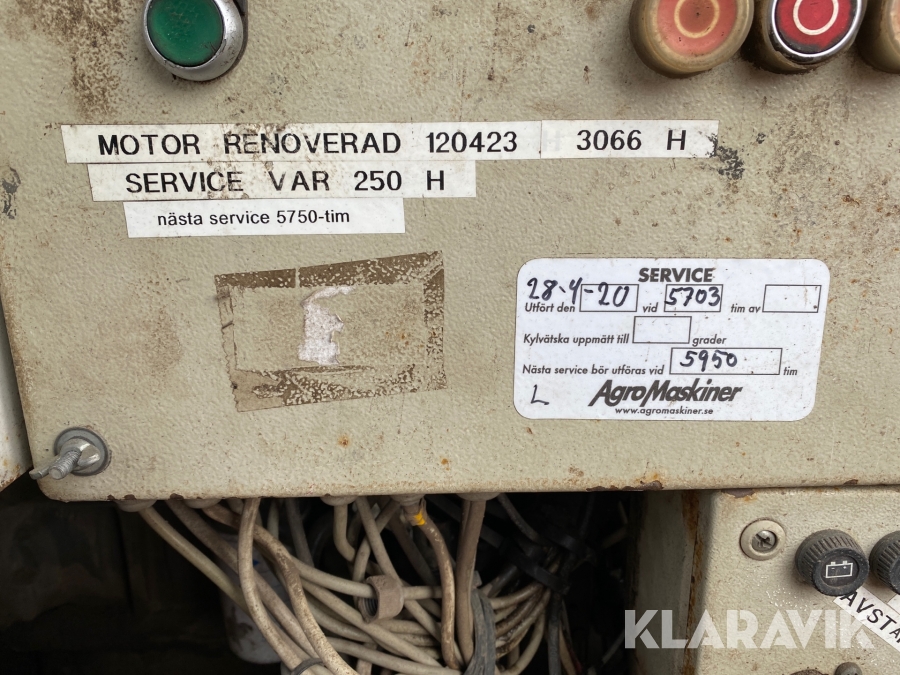 MOTOR RENOVERAD 120423 H 3066 H
SERVICE VAR 250 H
nästa service 5750-tim
SERVICE
28-4-20 5703
Utfört den vid tim av
Kylvätska uppmätt till grader
5950
Nästa service bör utföras vid tim
L AgroMaskiner
www.agromaskiner.se
KLARAVIK